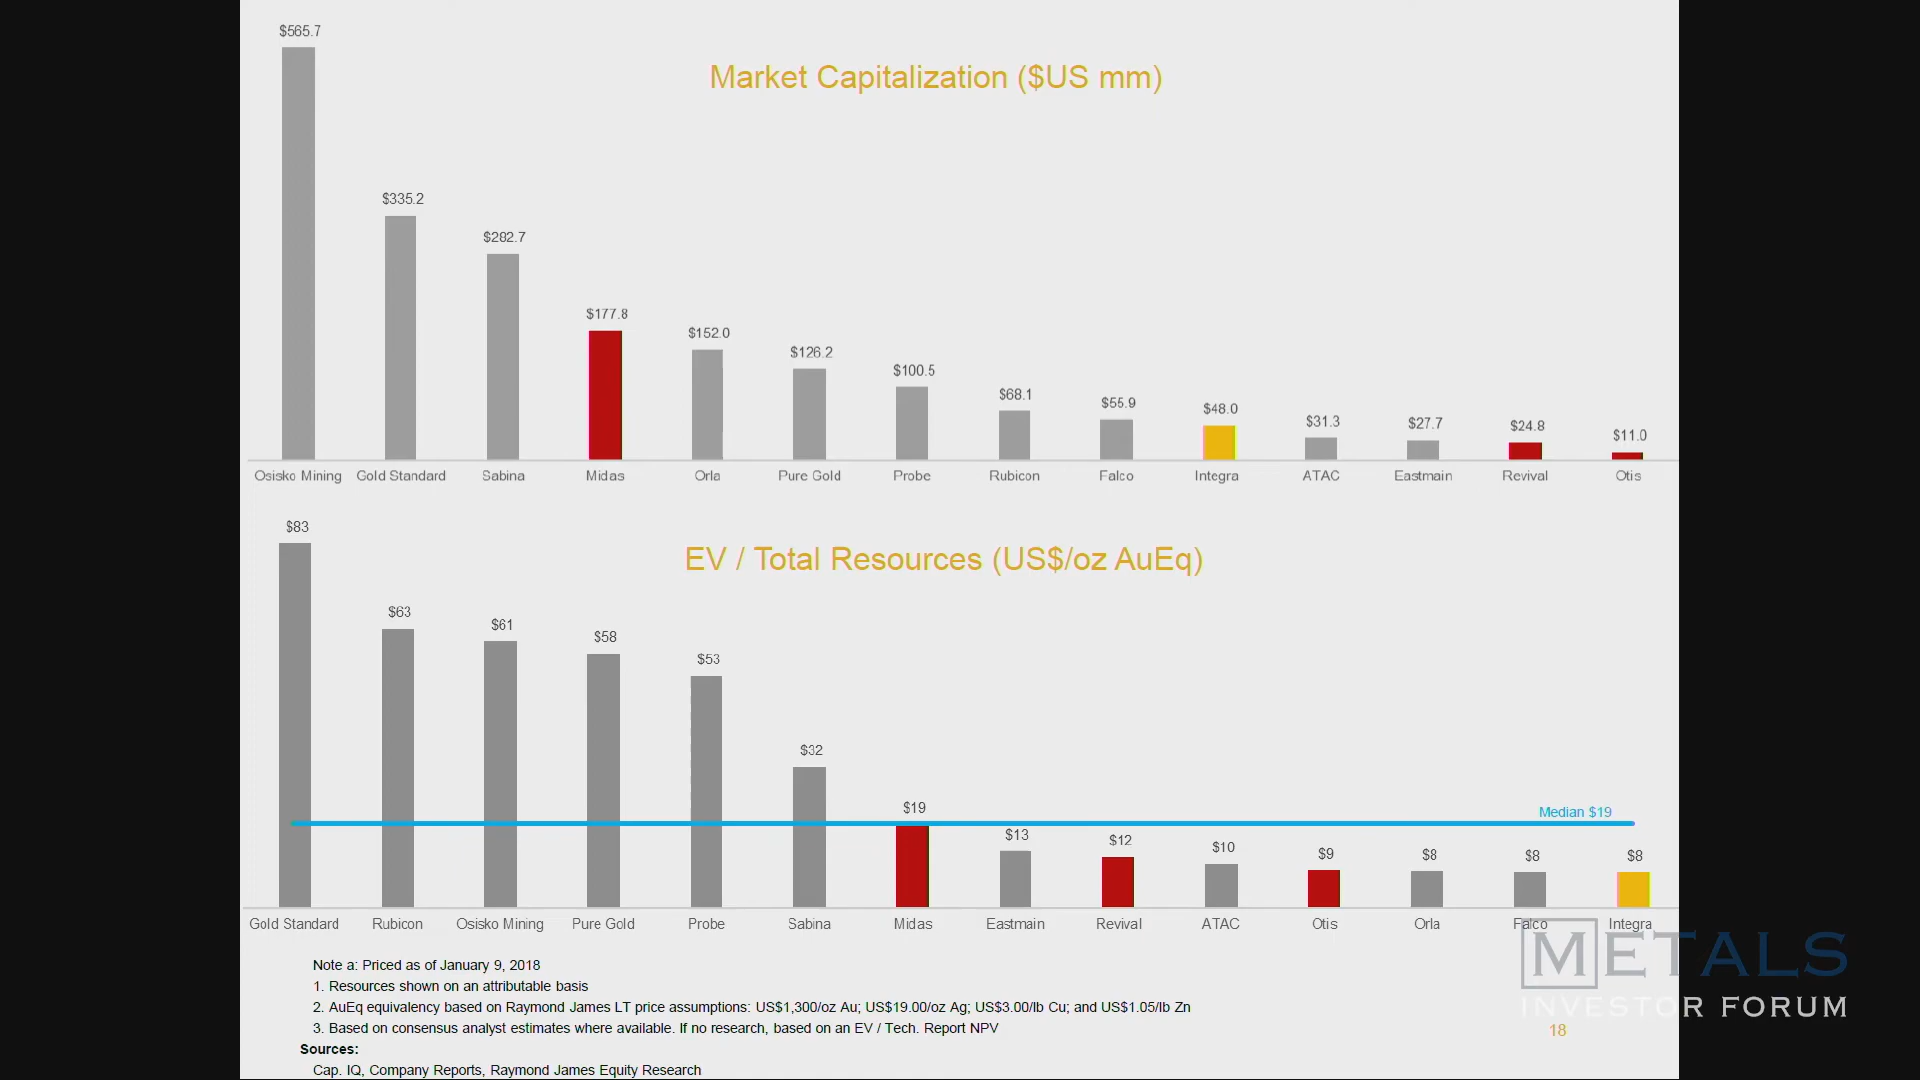 $565.7
Market Capitalization ($US mm)
$335.2
$282.7
$177.8
$152.0
$126.2
$100.5
$68.1
$55.9
$48.0
$31.3
$27.7
$24.8
$11.0
Osisko Mining Gold Standard Sabina Midas Orla Pure Gold Probe Rubicon Falco Integra ATAC Eastmain Revival Otis
$83
EV / Total Resources (US$/oz AuEq)
$63
$61
$58
$53
$32
$19
Median $19
$13
$12
$10
$9
$8
$8
$8
Gold Standard Rubicon Osisko Mining Pure Gold Probe Sabina Midas Eastmain Revival ATAC Otis Orla Falco Integra
Note a: Priced as of January 9, 2018
1. Resources shown on an attributable basis
2. AuEq equivalency based on Raymond James LT price assumptions: US$1,300/oz Au; US$19.00/oz Ag; US$3.00/lb Cu; and US$1.05/lb Zn
3. Based on consensus analyst estimates where available. If no research, based on an EV / Tech. Report NPV
Sources:
Cap. IQ, Company Reports, Raymond James Equity Research
METALS
INVESTOR FORUM
18